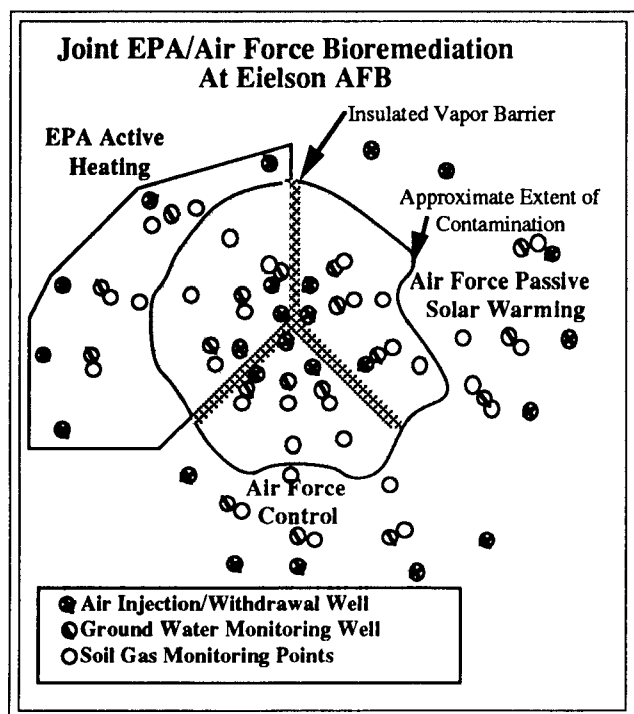 Joint EPA/Air Force Bioremediation
At Eielson AFB
Insulated Vapor Barrier
EPA Active
Heating
Approximate Extent of
Contamination
Air Force Passive
Solar Warming
Air Force
Control
Air Injection/Withdrawal Well
Ground Water Monitoring Well
Soil Gas Monitoring Points